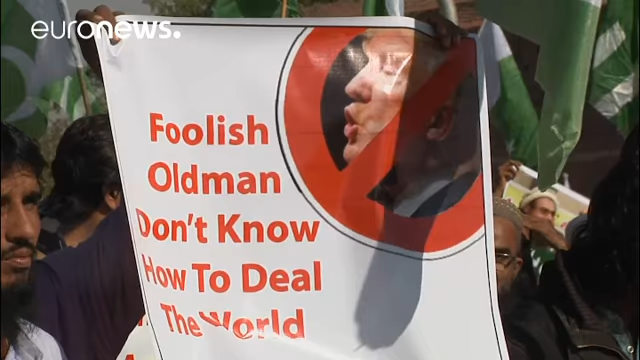 euronews.
Foolish
Oldman
Don't Know
How To Deal
The World